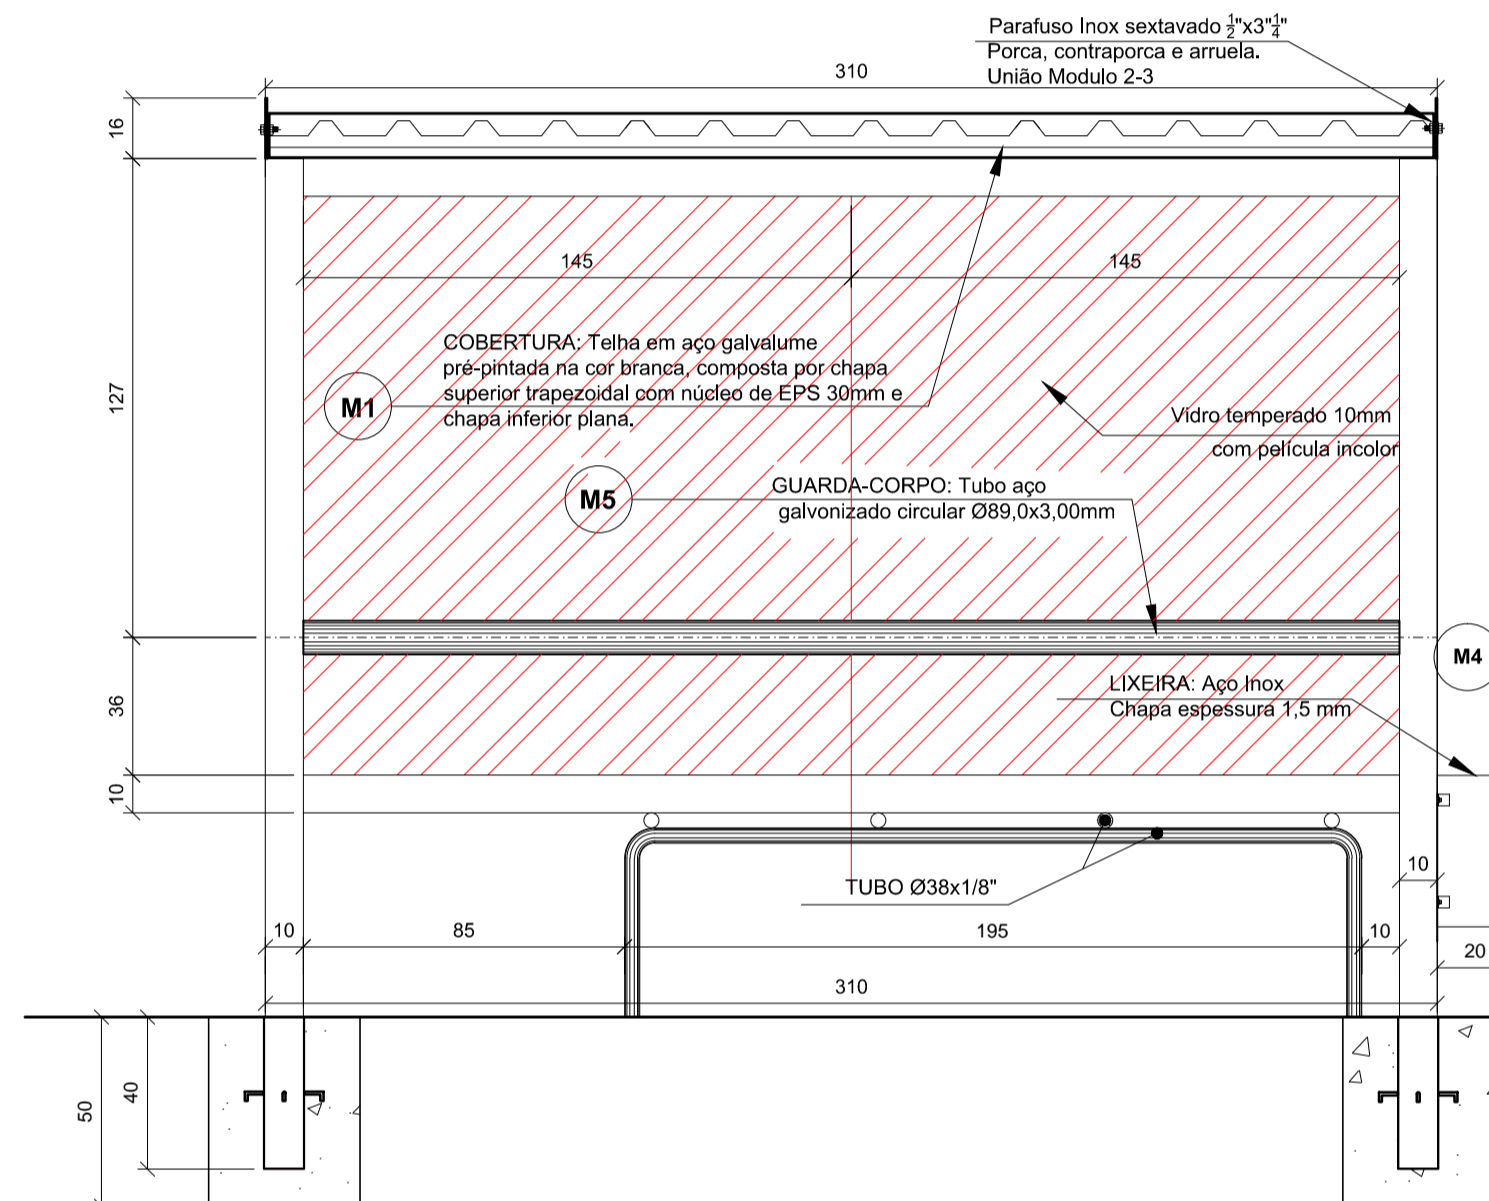 Parafuso Inox sextavado 1/2"x3"1/4"
Porca, contraporca e arruela.
União Modulo 2-3
310
16
145
145
127
COBERTURA: Telha em aço galvalume
pré-pintada na cor branca, composta por chapa
superior trapezoidal com núcleo de EPS 30mm e
chapa inferior plana.
M1
Vidro temperado 10mm
com película incolor
M5
GUARDA-CORPO: Tubo aço
galvonizado circular Ø89,0x3,00mm
M4
36
LIXEIRA: Aço Inox
Chapa espessura 1,5 mm
10
10
TUBO Ø38x1/8"
10
85
195
10
20
310
40
50